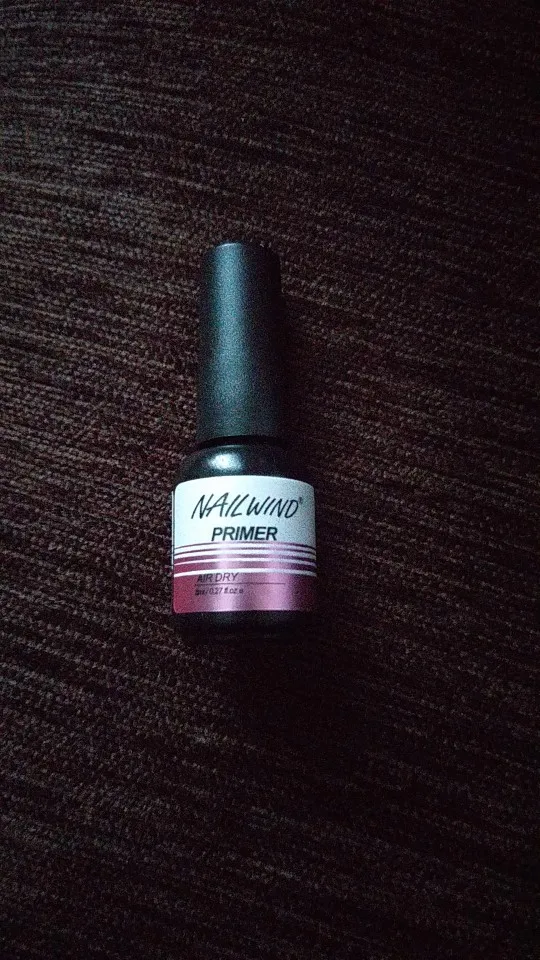 NAILWIND®
PRIMER
AIR DRY
8ml / 0.27 fl.oz e